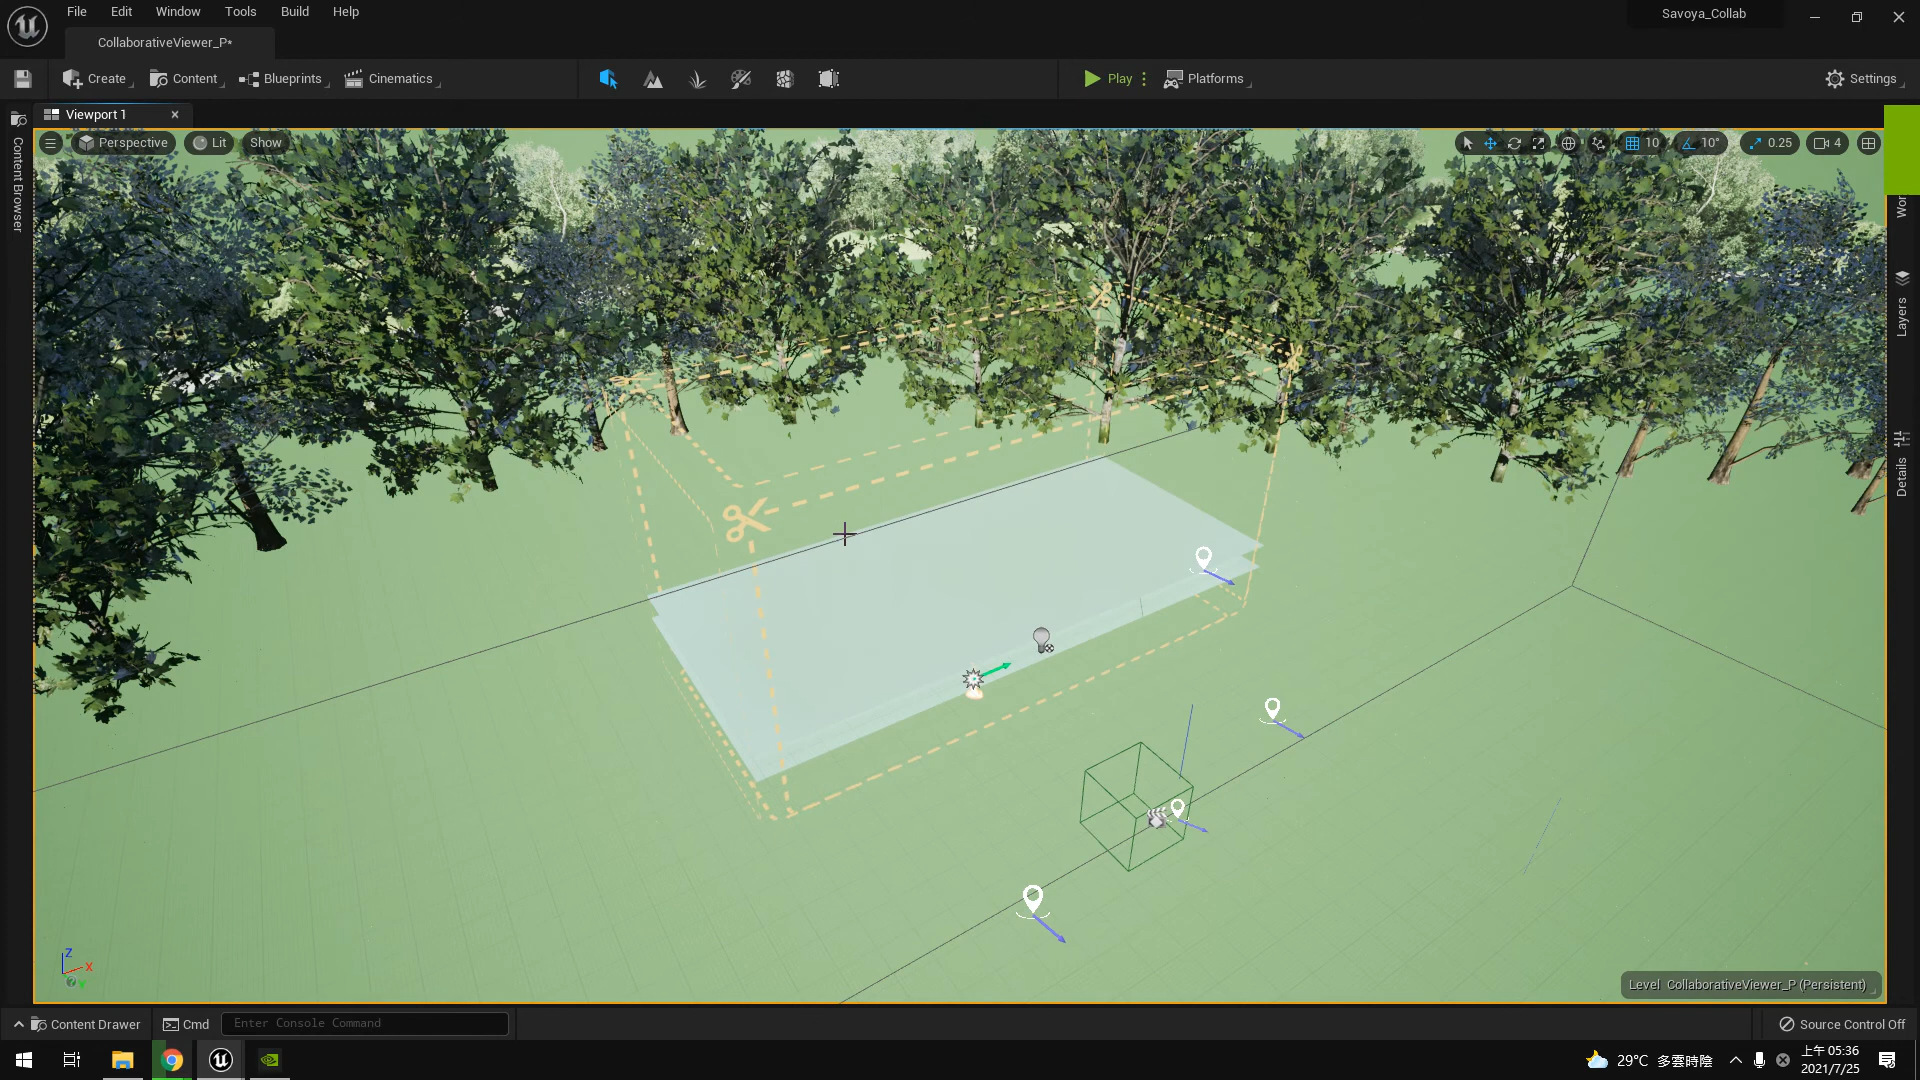 File Edit Window Tools Build Help
Savoya_Collab
CollaborativeViewer_P*
Create Content Blueprints Cinematics Play Platforms Settings
Viewport 1
Perspective Lit Show 10 10° 0.25 4
Content Browser
Wor
Layers
Details
Z
X
Y
Level CollaborativeViewer_P (Persistent)
Content Drawer Cmd Enter Console Command Source Control Off
29°C 多雲時陰 上午 05:36
2021/7/25